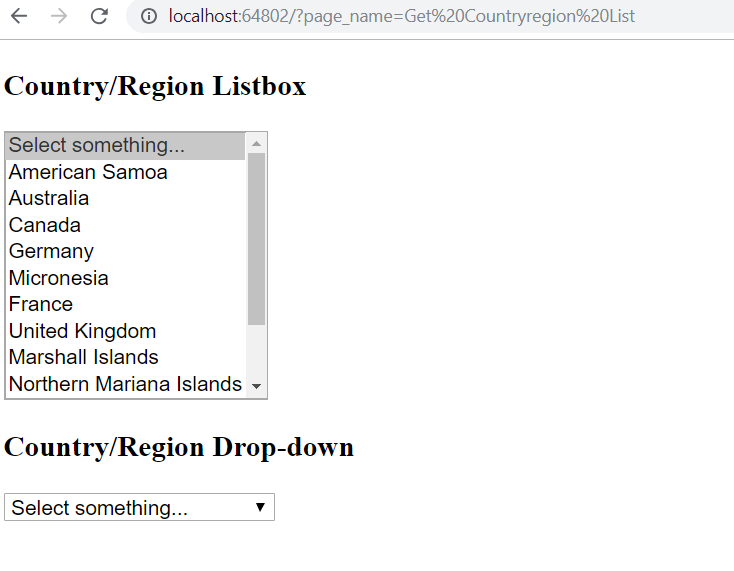 localhost:64802/?page_name=Get%20Countryregion%20List
Country/Region Listbox
Select something...
American Samoa
Australia
Canada
Germany
Micronesia
France
United Kingdom
Marshall Islands
Northern Mariana Islands
Country/Region Drop-down
Select something...